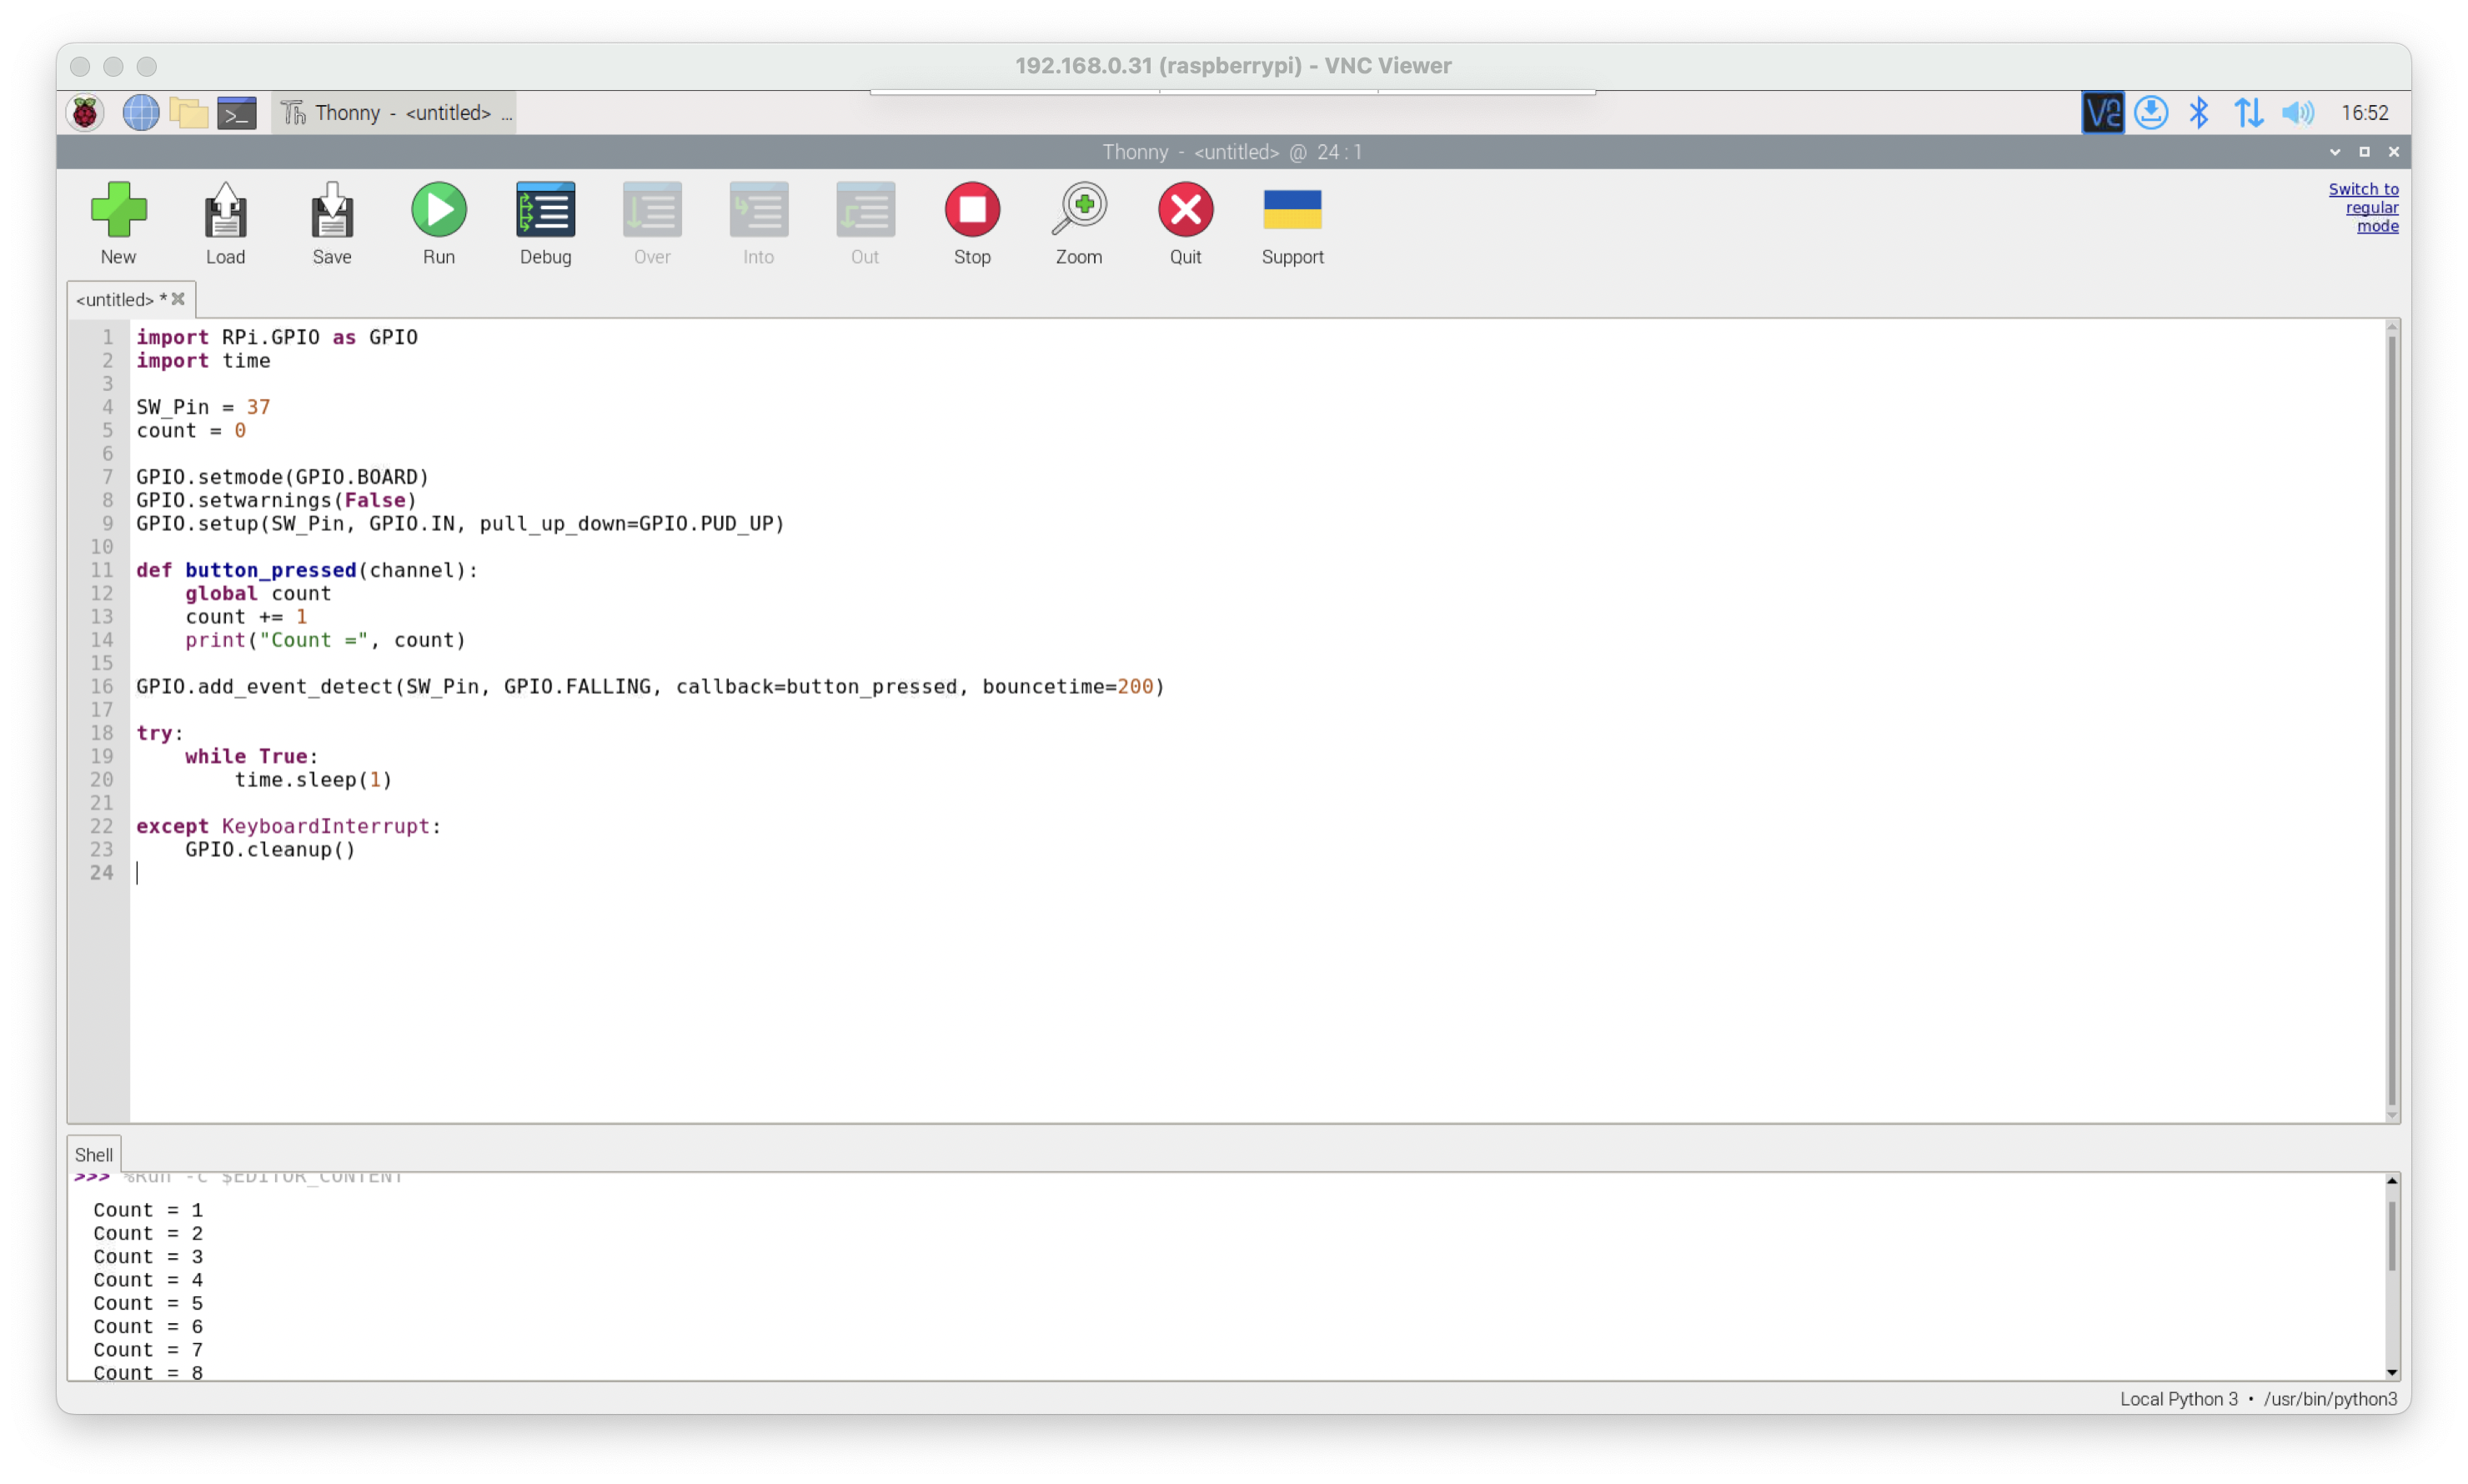 192.168.0.31 (raspberrypi) - VNC Viewer
Thonny - <untitled> ...
16:52
Thonny - <untitled> @ 24:1
New
Load
Save
Run
Debug
Over
Into
Out
Stop
Zoom
Quit
Support
Switch to
regular
mode
<untitled> *
1 import RPi.GPIO as GPIO
2 import time
3
4 SW_Pin = 37
5 count = 0
6
7 GPIO.setmode(GPIO.BOARD)
8 GPIO.setwarnings(False)
9 GPIO.setup(SW_Pin, GPIO.IN, pull_up_down=GPIO.PUD_UP)
10
11 def button_pressed(channel):
12     global count
13     count += 1
14     print("Count =", count)
15
16 GPIO.add_event_detect(SW_Pin, GPIO.FALLING, callback=button_pressed, bouncetime=200)
17
18 try:
19     while True:
20         time.sleep(1)
21
22 except KeyboardInterrupt:
23     GPIO.cleanup()
24
Shell
>>> %Run -c $EDITOR_CONTENT
Count = 1
Count = 2
Count = 3
Count = 4
Count = 5
Count = 6
Count = 7
Count = 8
Local Python 3 • /usr/bin/python3